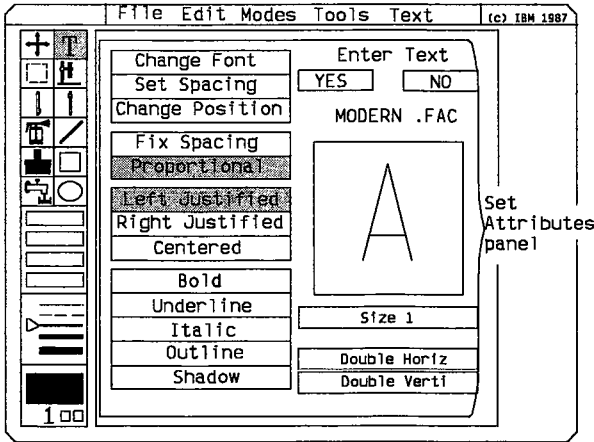 File Edit Modes Tools Text (c) IBM 1987
T
Change Font
Set Spacing
Change Position
Fix Spacing
Proportional
Left Justified
Right Justified
Centered
Bold
Underline
Italic
Outline
Shadow
Enter Text
YES NO
MODERN .FAC
A
Size 1
Double Horiz
Double Verti
Set
Attributes
panel
1